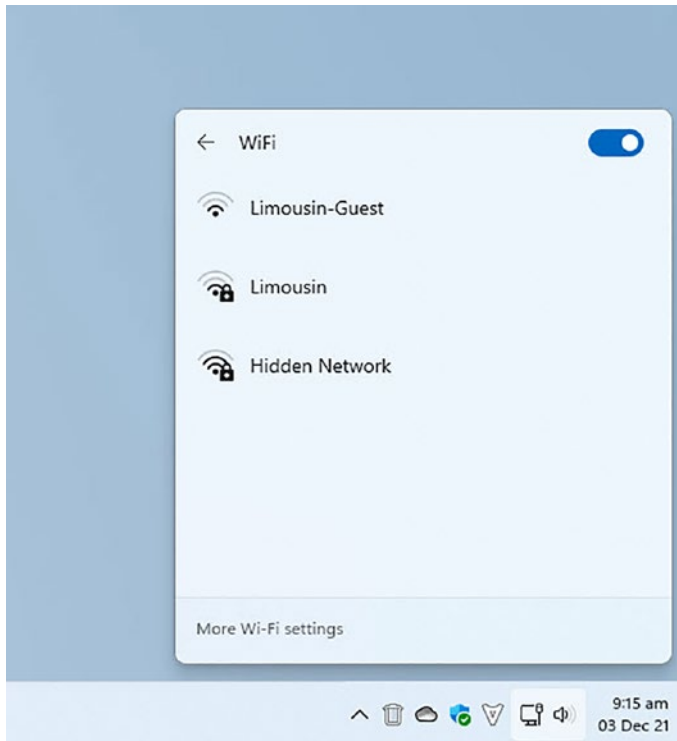 WiFi
Limousin-Guest
Limousin
Hidden Network
More Wi-Fi settings
9:15 am
03 Dec 21